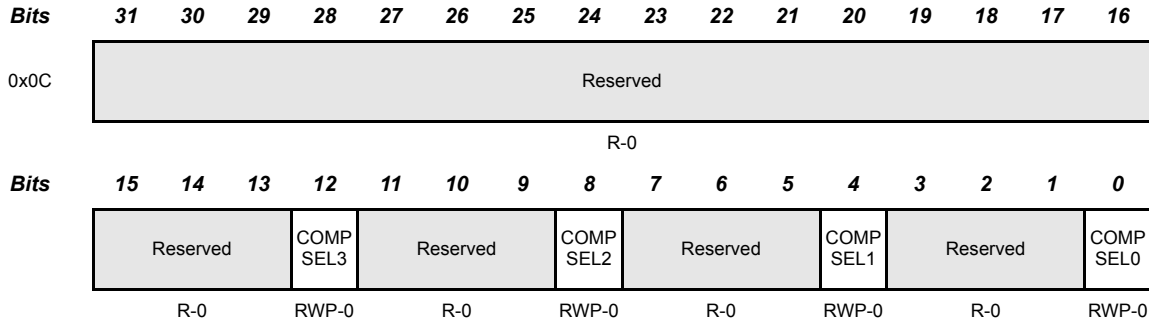 Bits 31 30 29 28 27 26 25 24 23 22 21 20 19 18 17 16
0x0C Reserved
R-0
Bits 15 14 13 12 11 10 9 8 7 6 5 4 3 2 1 0
Reserved COMP SEL3 Reserved COMP SEL2 Reserved COMP SEL1 Reserved COMP SEL0
R-0 RWP-0 R-0 RWP-0 R-0 RWP-0 R-0 RWP-0